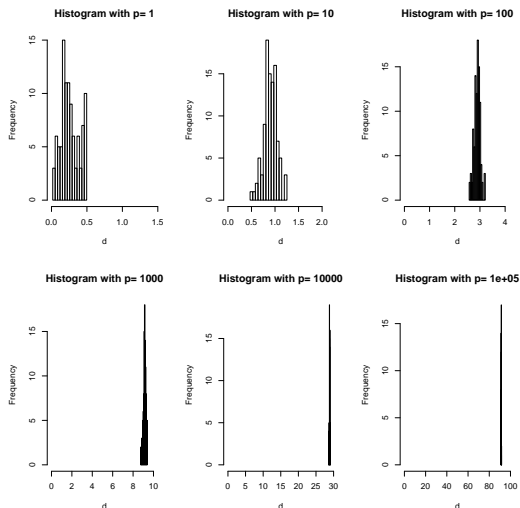 Histogram with p= 1
Frequency
0 5 10 15
0.0 0.5 1.0 1.5
d
Histogram with p= 10
Frequency
0 5 10 15
0.0 0.5 1.0 1.5 2.0
d
Histogram with p= 100
Frequency
0 5 10 15
0 1 2 3 4
d
Histogram with p= 1000
Frequency
0 5 10 15
0 2 4 6 8 10
d
Histogram with p= 10000
Frequency
0 5 10 15
0 5 10 15 20 25 30
d
Histogram with p= 1e+05
Frequency
0 5 10 15
0 20 40 60 80 100
d